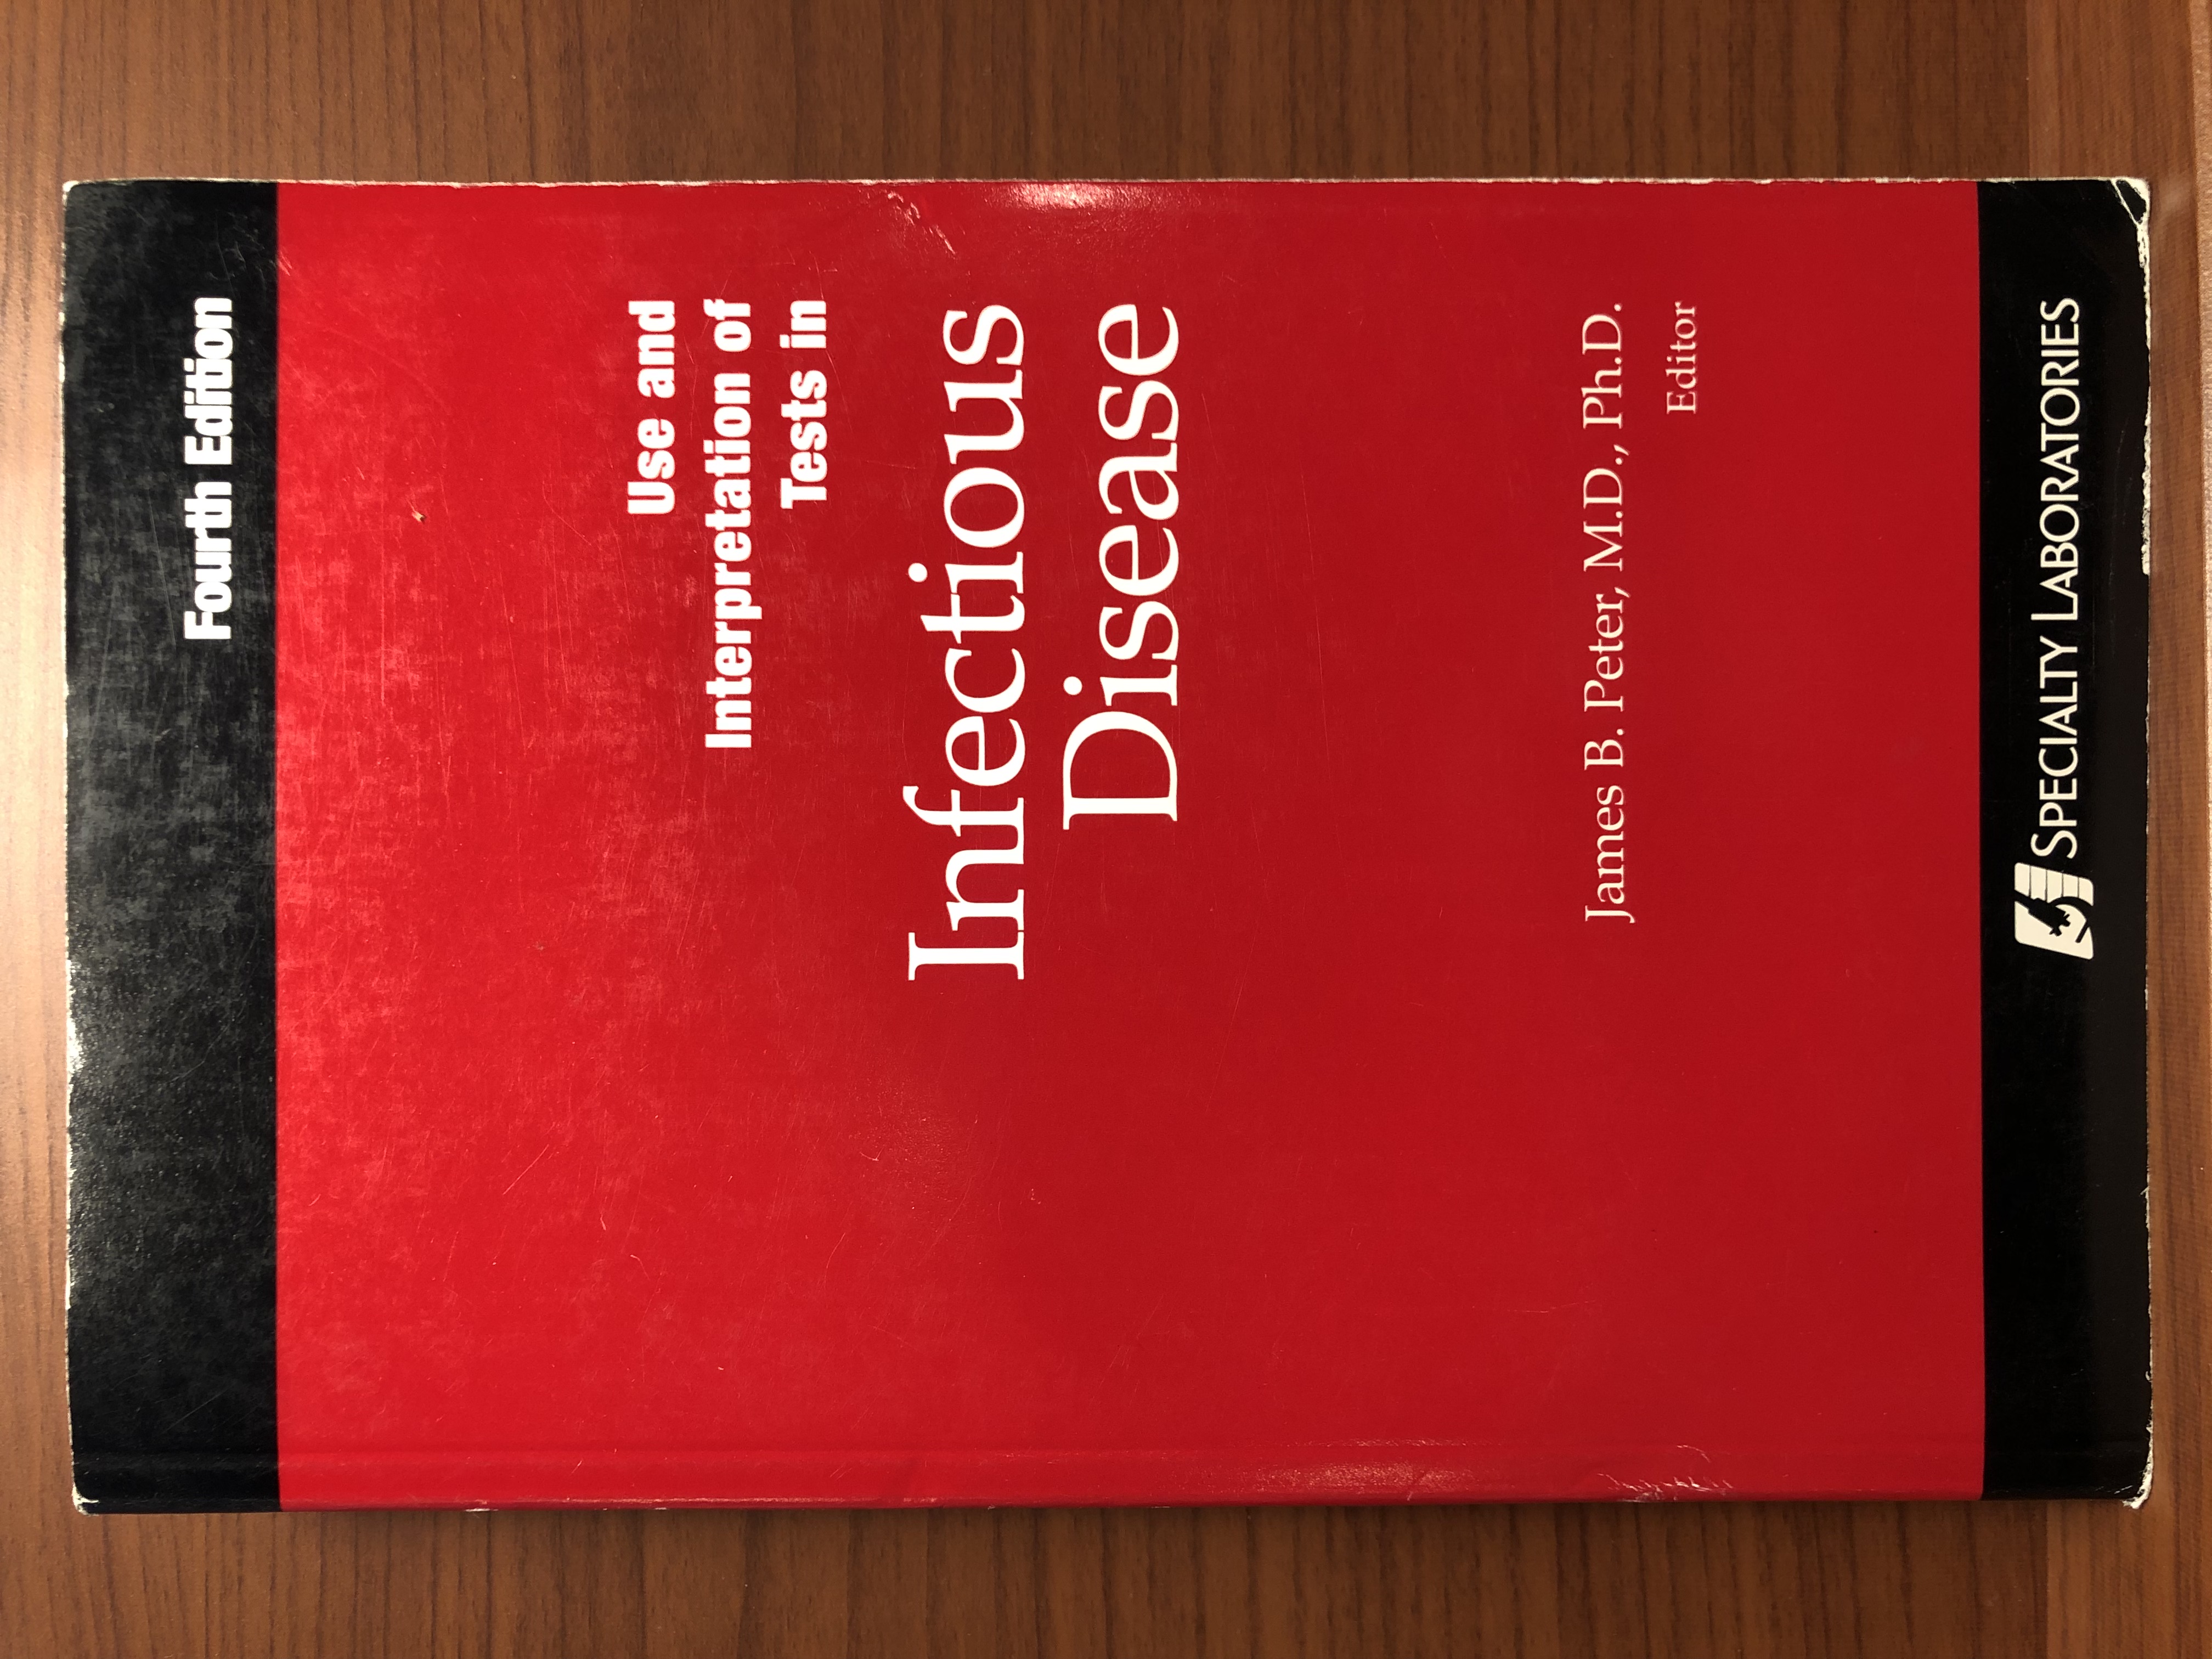 Fourth Edition
Use and
Interpretation of
Tests in
Infectious
Disease
James B. Peter, M.D., Ph.D.
Editor
SPECIALTY LABORATORIES